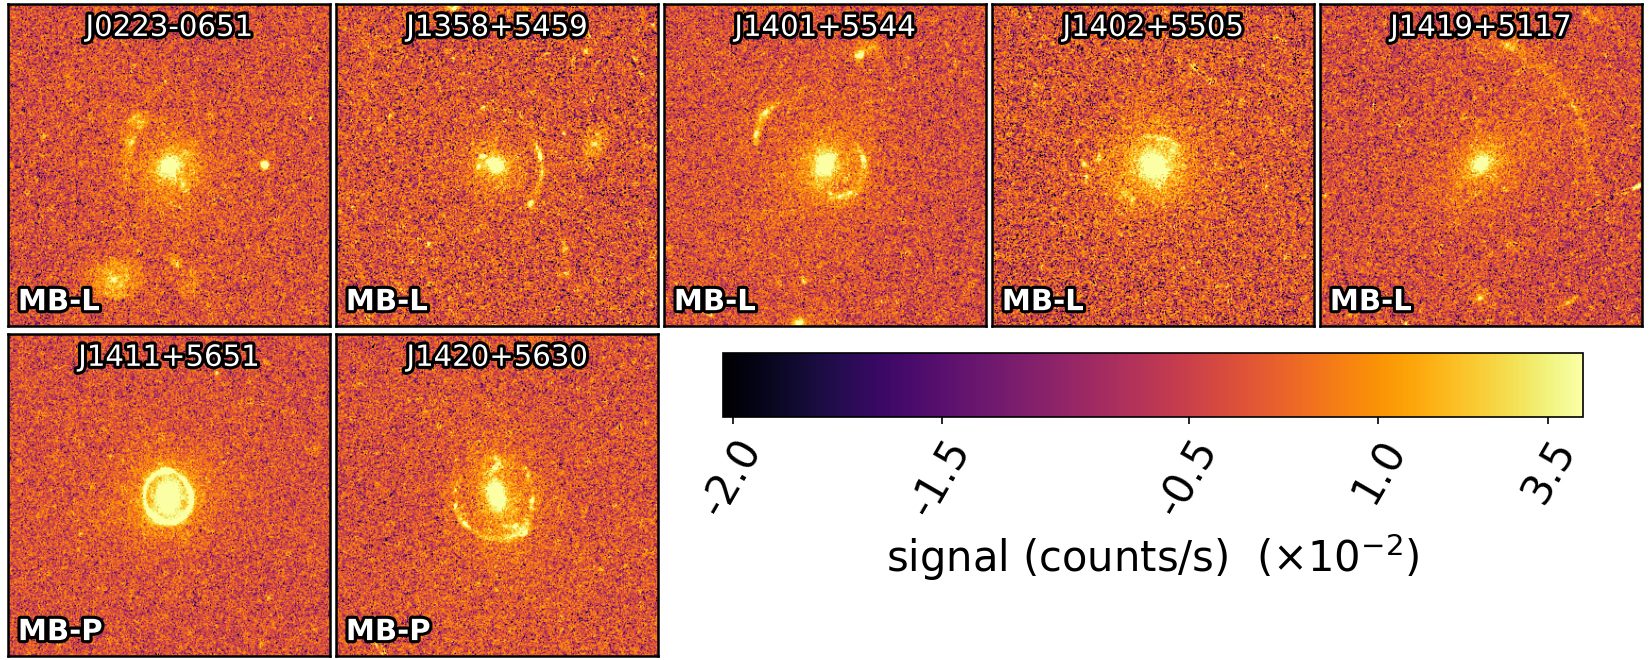 J0223-0651
J1358+5459
J1401+5544
J1402+5505
J1419+5117
MB-L
MB-L
MB-L
MB-L
MB-L
J1411+5651
J1420+5630
MB-P
MB-P
-2.0
-1.5
-0.5
1.0
3.5
signal (counts/s) (×10⁻²)